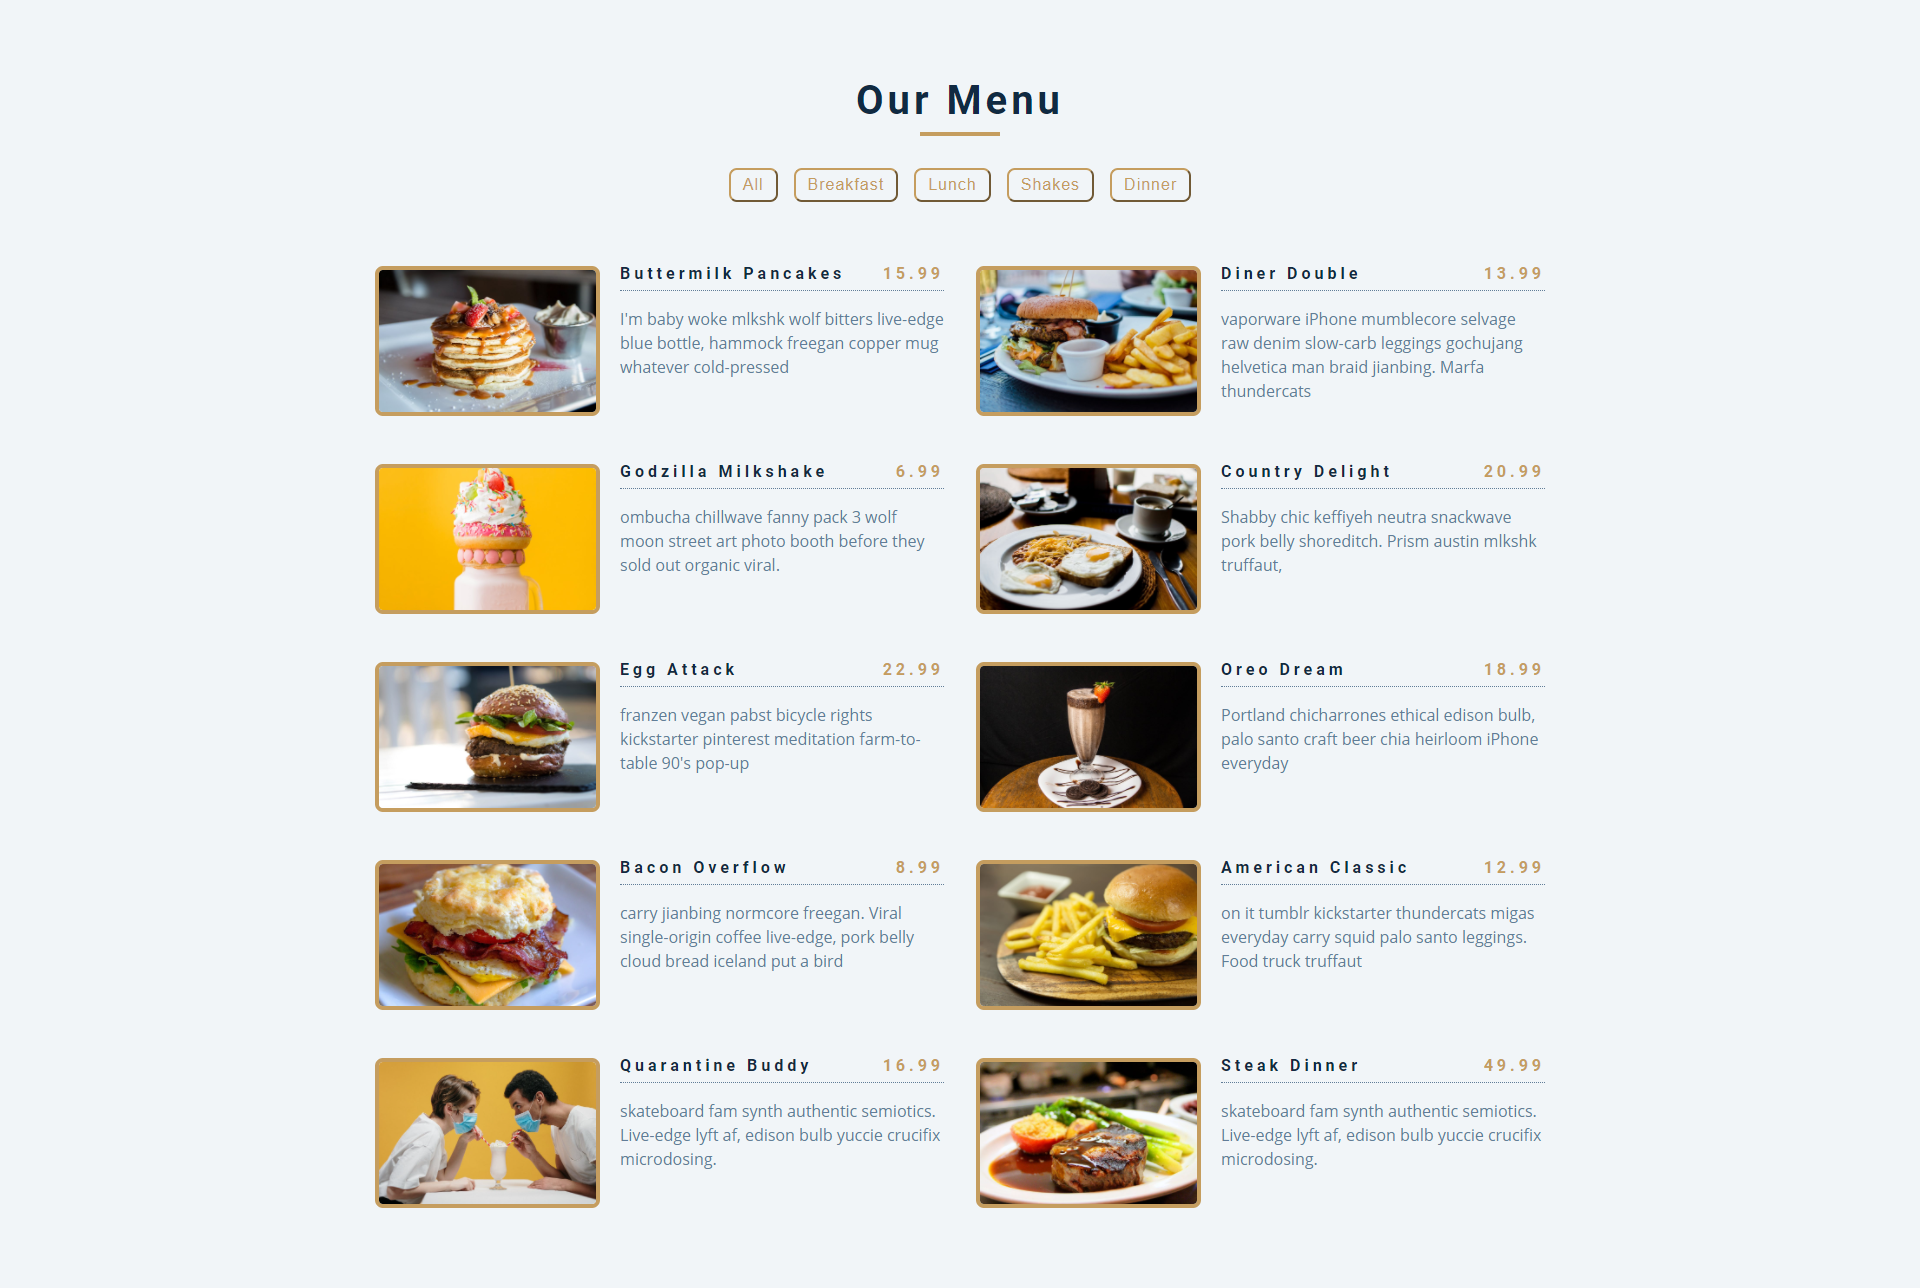 Our Menu
All
Breakfast
Lunch
Shakes
Dinner
Buttermilk Pancakes 15.99
I'm baby woke mlkshk wolf bitters live-edge
blue bottle, hammock freegan copper mug
whatever cold-pressed
Diner Double 13.99
vaporware iPhone mumblecore selvage
raw denim slow-carb leggings gochujang
helvetica man braid jianbing. Marfa
thundercats
Godzilla Milkshake 6.99
ombucha chillwave fanny pack 3 wolf
moon street art photo booth before they
sold out organic viral.
Country Delight 20.99
Shabby chic keffiyeh neutra snackwave
pork belly shoreditch. Prism austin mlkshk
truffaut,
Egg Attack 22.99
franzen vegan pabst bicycle rights
kickstarter pinterest meditation farm-to-
table 90's pop-up
Oreo Dream 18.99
Portland chicharrones ethical edison bulb,
palo santo craft beer chia heirloom iPhone
everyday
Bacon Overflow 8.99
carry jianbing normcore freegan. Viral
single-origin coffee live-edge, pork belly
cloud bread iceland put a bird
American Classic 12.99
on it tumblr kickstarter thundercats migas
everyday carry squid palo santo leggings.
Food truck truffaut
Quarantine Buddy 16.99
skateboard fam synth authentic semiotics.
Live-edge lyft af, edison bulb yuccie crucifix
microdosing.
Steak Dinner 49.99
skateboard fam synth authentic semiotics.
Live-edge lyft af, edison bulb yuccie crucifix
microdosing.